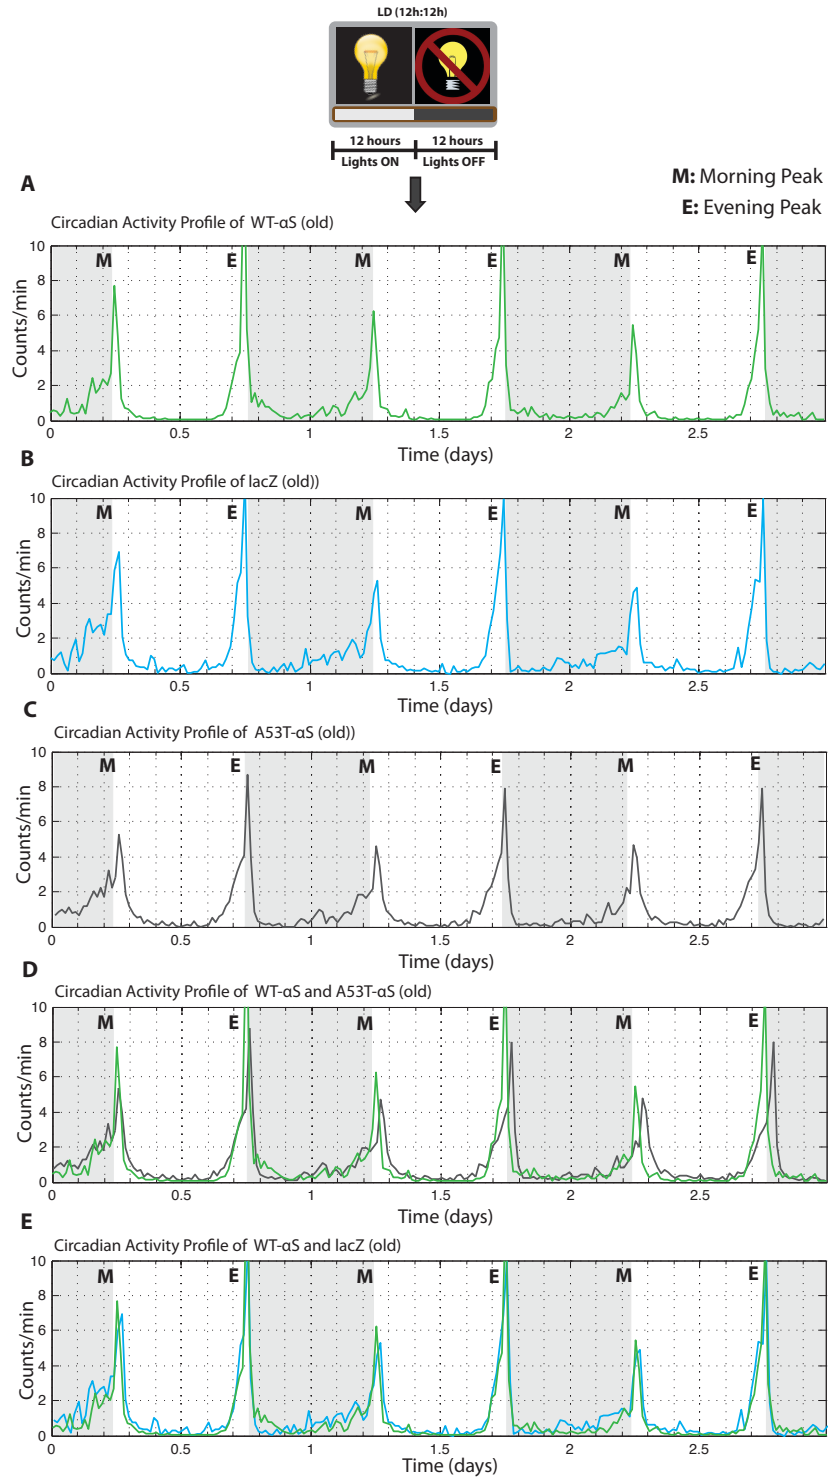 LD (12h:12h)
12 hours 12 hours
Lights ON Lights OFF
M: Morning Peak
E: Evening Peak
A
Circadian Activity Profile of WT-αS (old)
10
8
6
4
2
0
Counts/min
M E M E M E
0 0.5 1 1.5 2 2.5
Time (days)
B
Circadian Activity Profile of lacZ (old))
10
8
6
4
2
0
Counts/min
M E M E M E
0 0.5 1 1.5 2 2.5
Time (days)
C
Circadian Activity Profile of A53T-αS (old))
10
8
6
4
2
0
Counts/min
M E M E M E
0 0.5 1 1.5 2 2.5
Time (days)
D
Circadian Activity Profile of WT-αS and A53T-αS (old)
10
8
6
4
2
0
Counts/min
M E M E M E
0 0.5 1 1.5 2 2.5
Time (days)
E
Circadian Activity Profile of WT-αS and lacZ (old)
10
8
6
4
2
0
Counts/min
M E M E M E
0 0.5 1 1.5 2 2.5
Time (days)